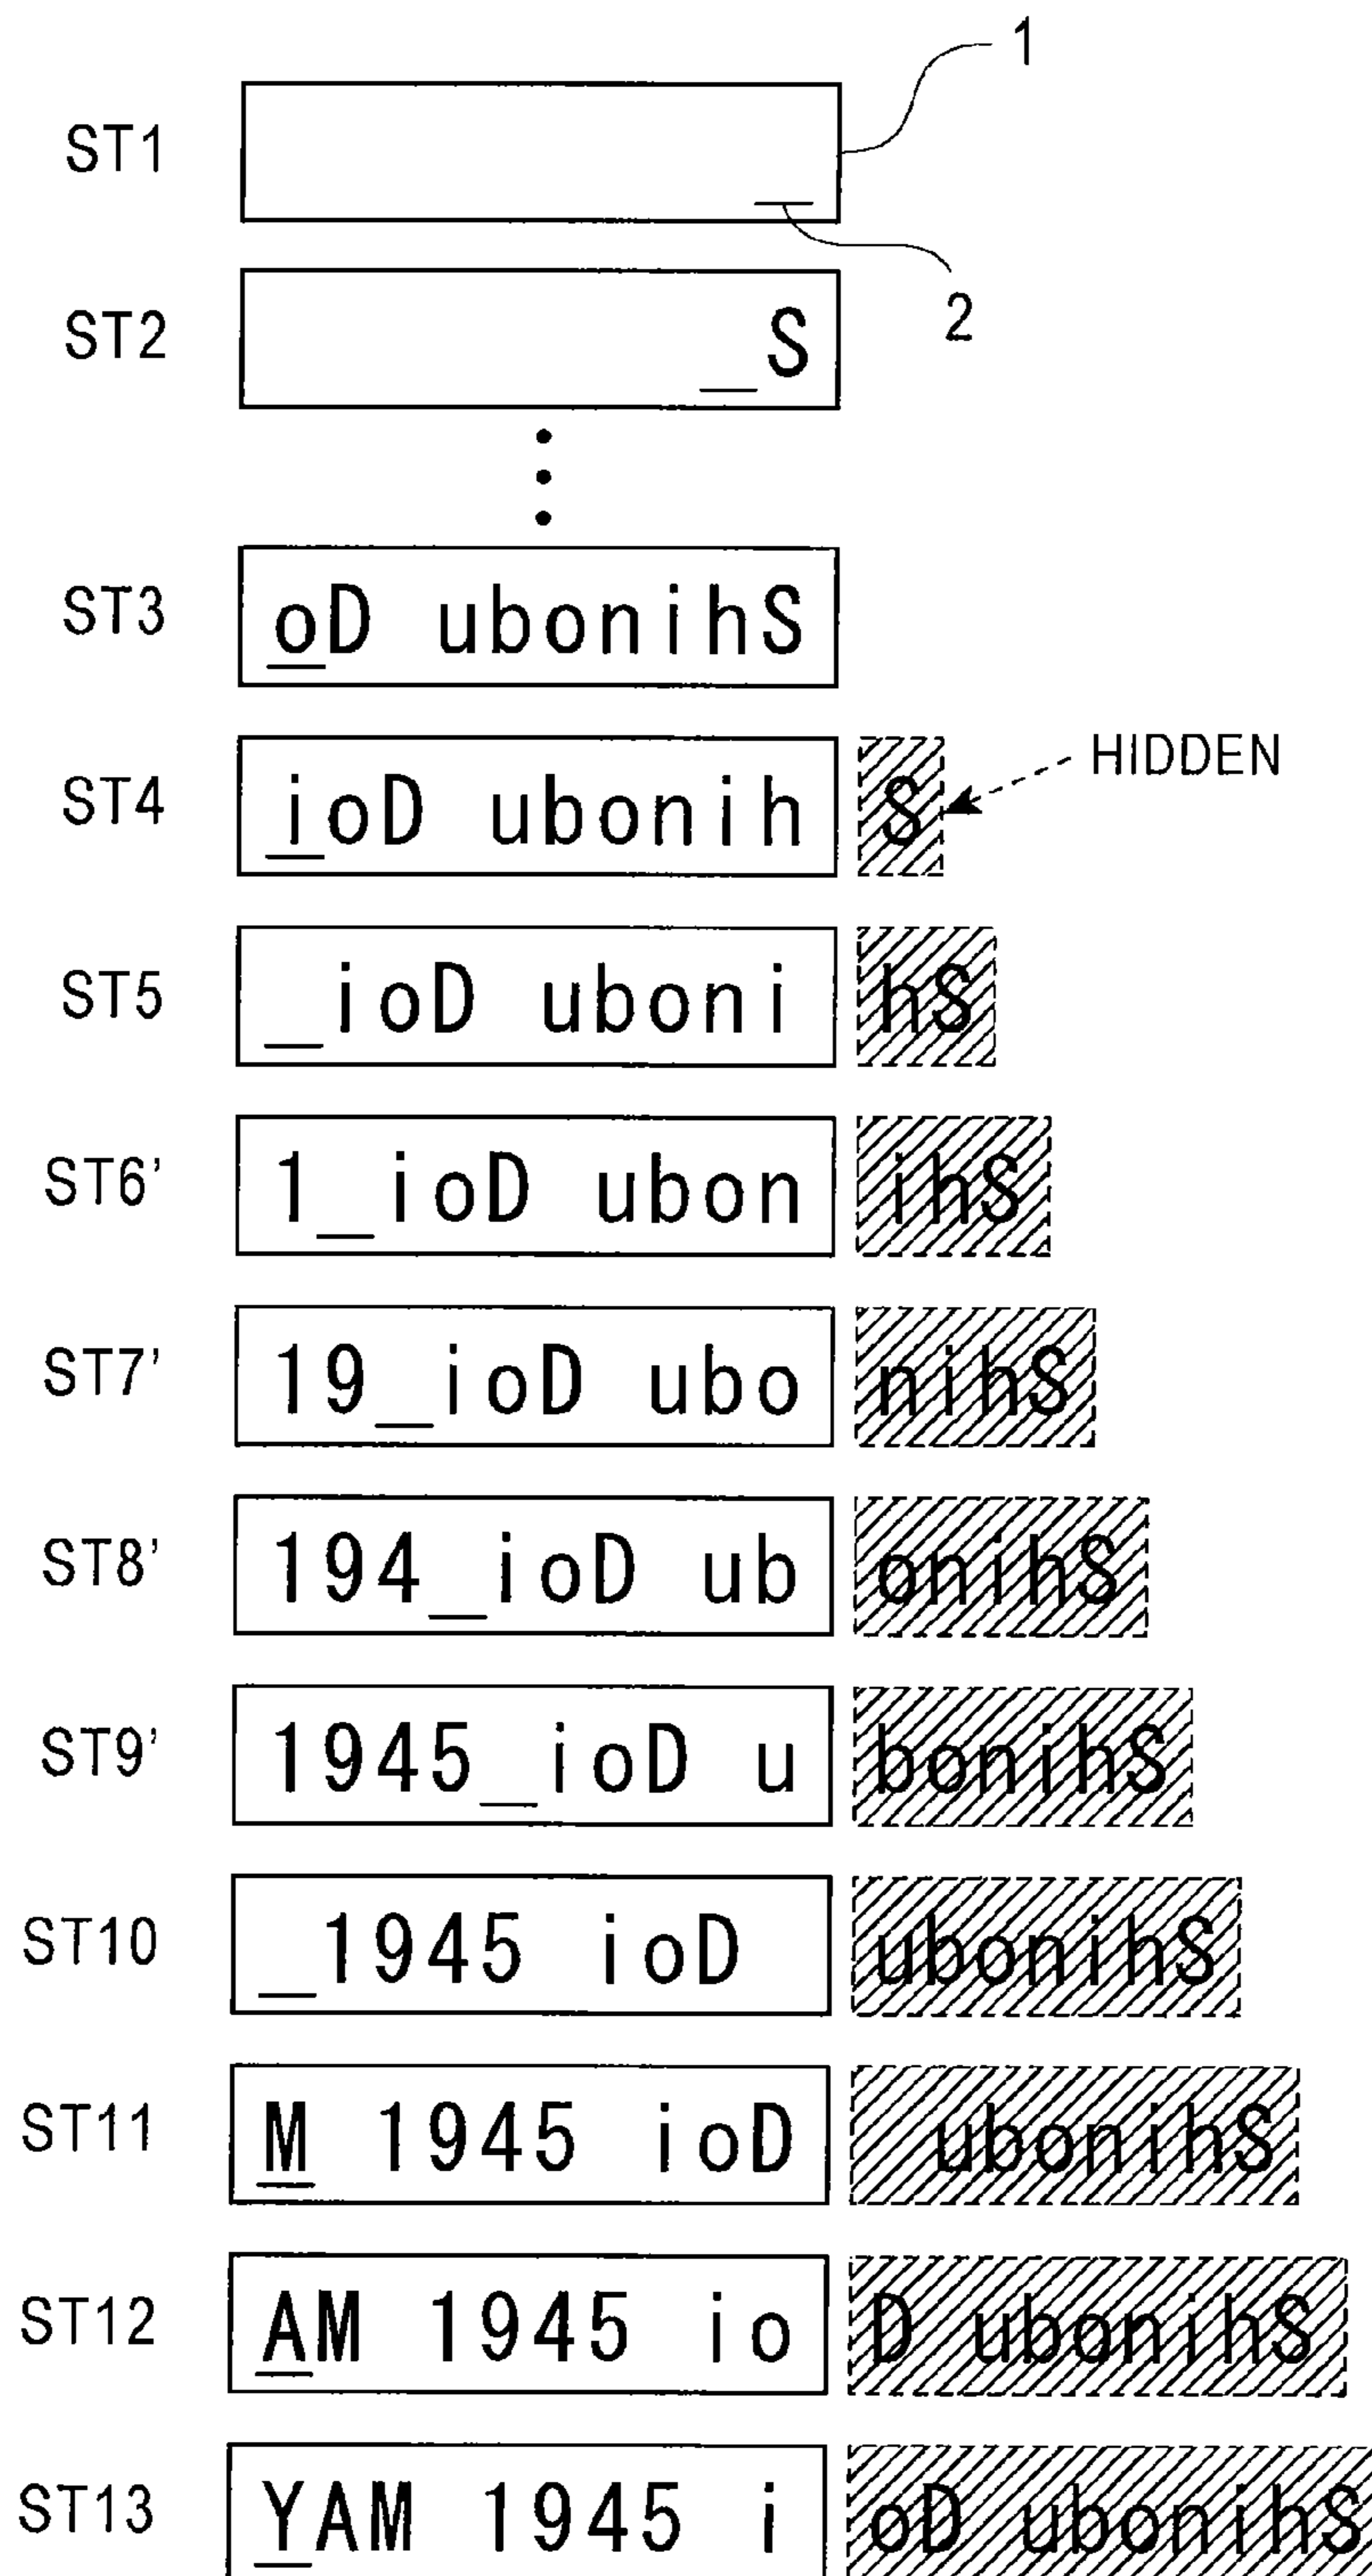 1
ST1
2
ST2 _S
ST3 oD ubonihS
ST4 ioD ubonih S HIDDEN
ST5 _ioD uboni hS
ST6' 1_ioD ubon ihS
ST7' 19_ioD ubo nihS
ST8' 194_ioD ub onihS
ST9' 1945_ioD u bonihS
ST10 _1945 ioD ubonihS
ST11 M 1945 ioD ubonihS
ST12 AM 1945 io D ubonihS
ST13 YAM 1945 i oD ubonihS